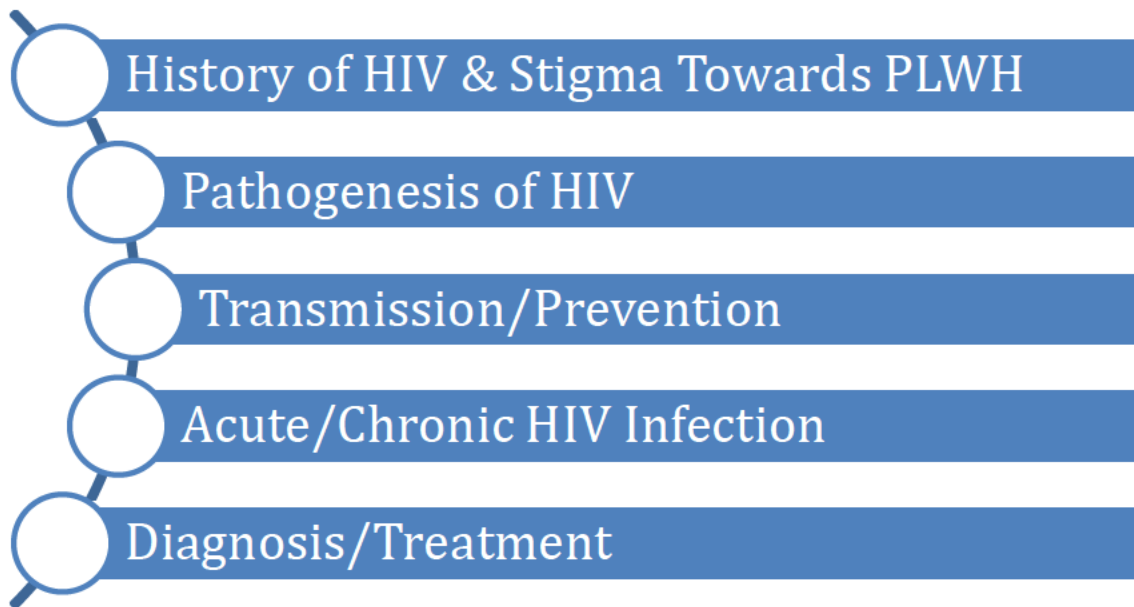 History of HIV & Stigma Towards PLWH
Pathogenesis of HIV
Transmission/Prevention
Acute/Chronic HIV Infection
Diagnosis/Treatment